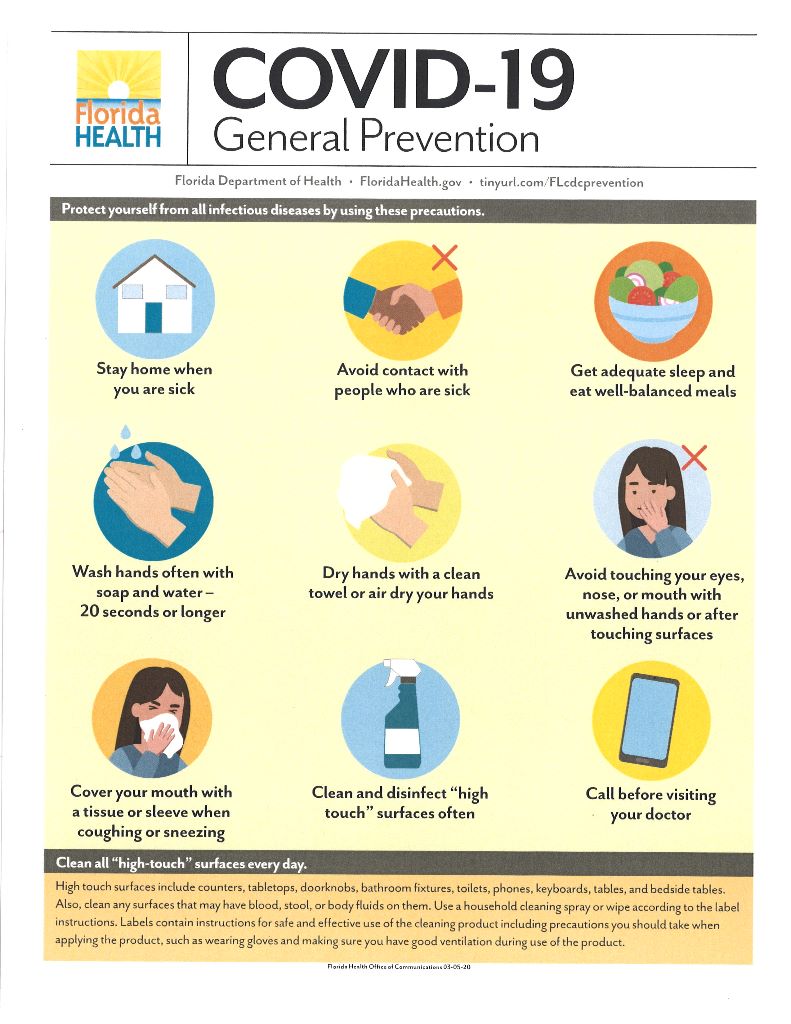 Florida
HEALTH
COVID-19
General Prevention
Florida Department of Health • FloridaHealth.gov • tinyurl.com/FLcdcprevention
Protect yourself from all infectious diseases by using these precautions.
Stay home when
you are sick
Avoid contact with
people who are sick
Get adequate sleep and
eat well-balanced meals
Wash hands often with
soap and water –
20 seconds or longer
Dry hands with a clean
towel or air dry your hands
Avoid touching your eyes,
nose, or mouth with
unwashed hands or after
touching surfaces
Cover your mouth with
a tissue or sleeve when
coughing or sneezing
Clean and disinfect “high
touch” surfaces often
Call before visiting
your doctor
Clean all “high-touch” surfaces every day.
High touch surfaces include counters, tabletops, doorknobs, bathroom fixtures, toilets, phones, keyboards, tables, and bedside tables.
Also, clean any surfaces that may have blood, stool, or body fluids on them. Use a household cleaning spray or wipe according to the label
instructions. Labels contain instructions for safe and effective use of the cleaning product including precautions you should take when
applying the product, such as wearing gloves and making sure you have good ventilation during use of the product.
Florida Health Office of Communications 03-05-20